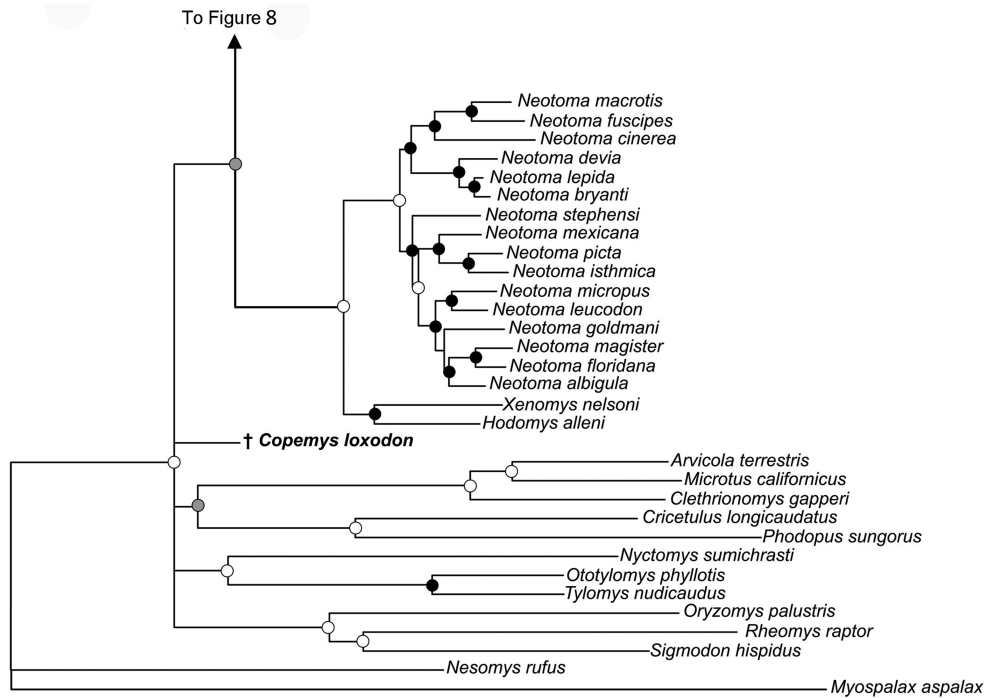 To Figure 8
Neotoma macrotis
Neotoma fuscipes
Neotoma cinerea
Neotoma devia
Neotoma lepida
Neotoma bryanti
Neotoma stephensi
Neotoma mexicana
Neotoma picta
Neotoma isthmica
Neotoma micropus
Neotoma leucodon
Neotoma goldmani
Neotoma magister
Neotoma floridana
Neotoma albigula
Xenomys nelsoni
Hodomys alleni
† Copemys loxodon
Arvicola terrestris
Microtus californicus
Clethrionomys gapperi
Cricetulus longicaudatus
Phodopus sungorus
Nyctomys sumichrasti
Ototylomys phyllotis
Tylomys nudicaudus
Oryzomys palustris
Rheomys raptor
Sigmodon hispidus
Nesomys rufus
Myospalax aspalax